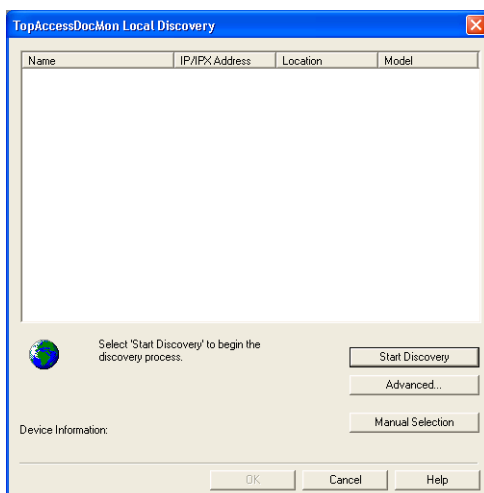 TopAccessDocMon Local Discovery
Name IP/IPX Address Location Model
Select 'Start Discovery' to begin the
discovery process.
Start Discovery
Advanced...
Manual Selection
Device Information:
OK Cancel Help